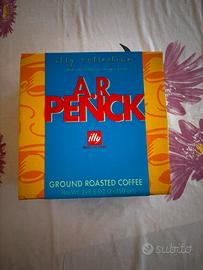 illy collection
A.R.
PENCK
illy
GROUND ROASTED COFFEE
subito